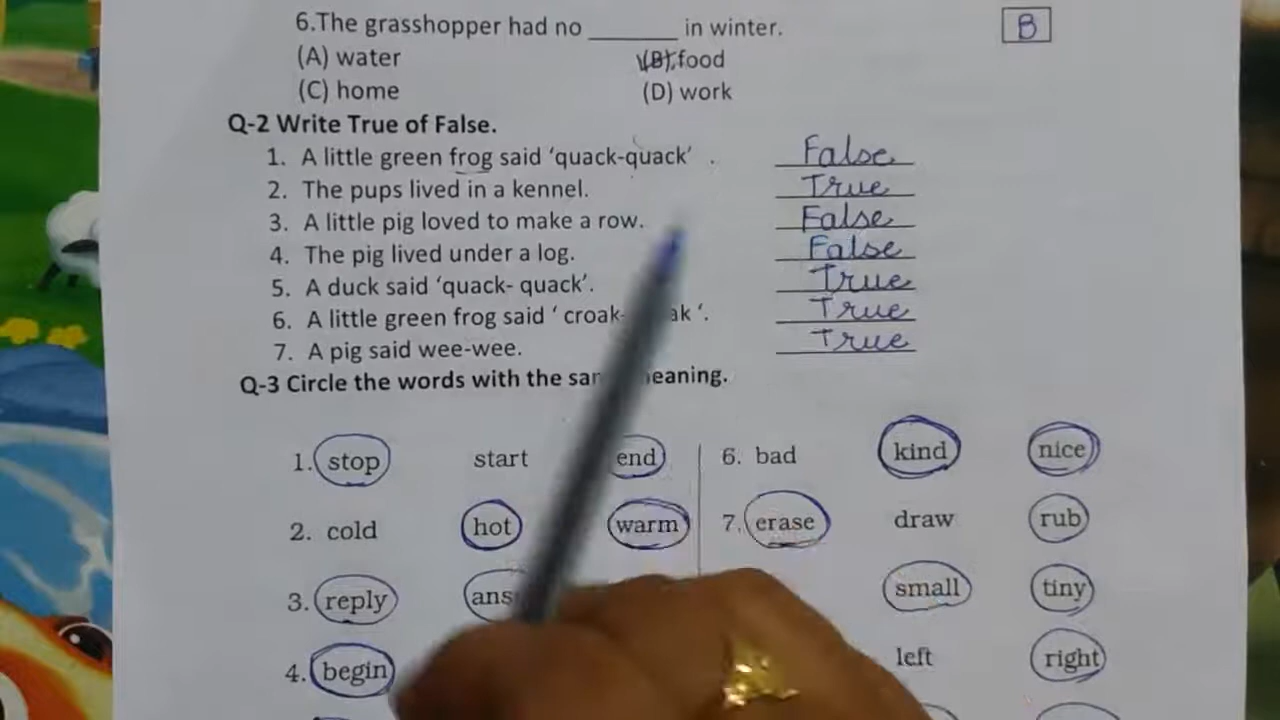 6.The grasshopper had no _______ in winter. B
(A) water (B) food
(C) home (D) work
Q-2 Write True of False.
1. A little green frog said ‘quack-quack’ . False
2. The pups lived in a kennel. True
3. A little pig loved to make a row. False
4. The pig lived under a log. False
5. A duck said ‘quack- quack’. True
6. A little green frog said ‘ ‘. True
7. A pig said wee-wee. True
Q-3 Circle the words with the meaning.
1. stop start end 6. bad kind nice
2. cold hot warm 7. erase draw rub
3. reply small tiny
4. begin left right